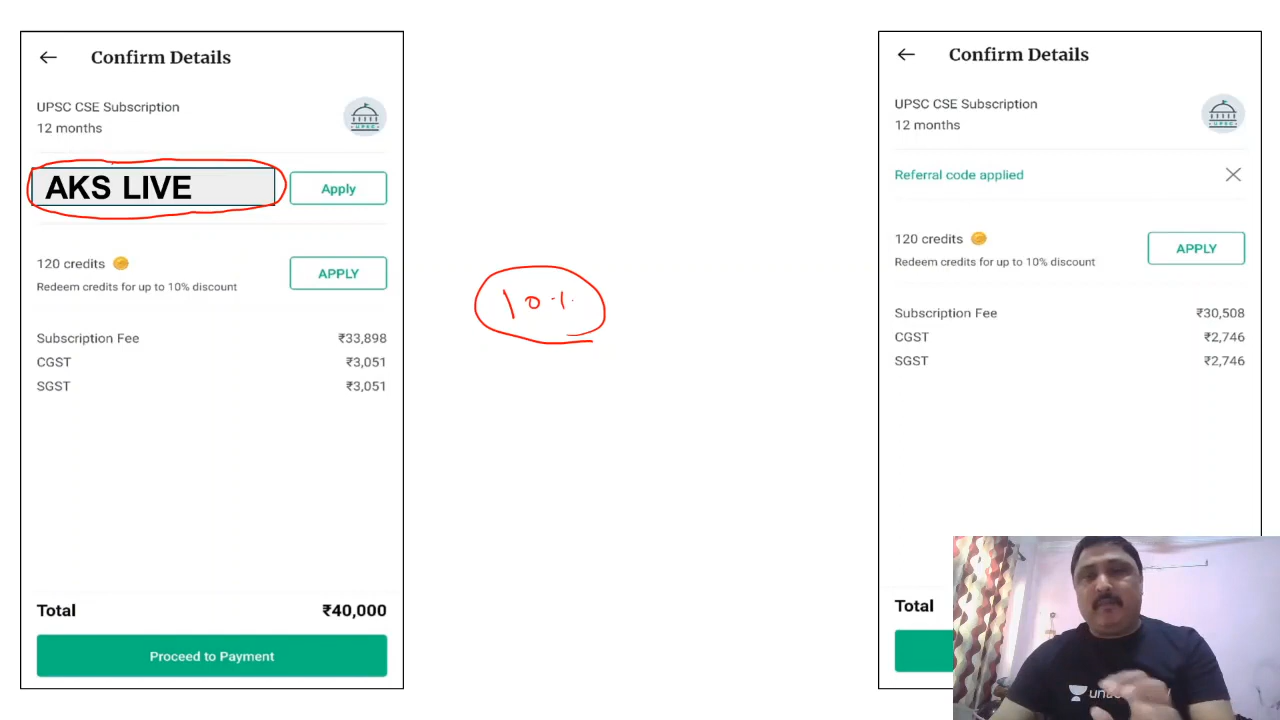 Confirm Details
UPSC CSE Subscription
12 months
AKS LIVE
Apply
120 credits
APPLY
Redeem credits for up to 10% discount
Subscription Fee ₹33,898
CGST ₹3,051
SGST ₹3,051
Total ₹40,000
Proceed to Payment
10%
Confirm Details
UPSC CSE Subscription
12 months
UPSC
Referral code applied
120 credits
APPLY
Redeem credits for up to 10% discount
Subscription Fee ₹30,508
CGST ₹2,746
SGST ₹2,746
Total